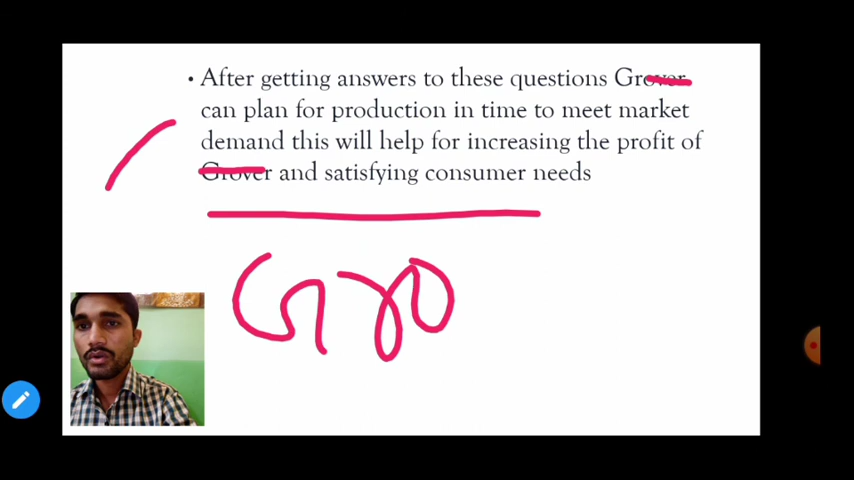 • After getting answers to these questions Grover
can plan for production in time to meet market
demand this will help for increasing the profit of
Grover and satisfying consumer needs
Gro